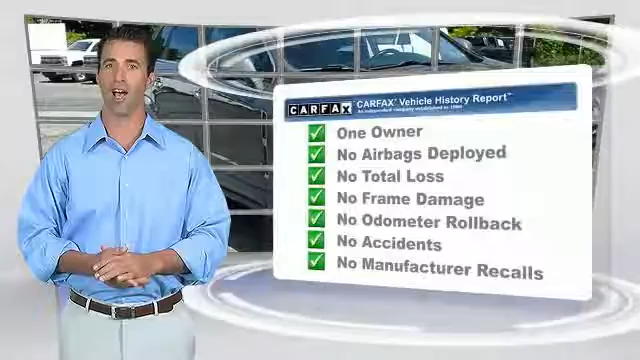 CARFAX CARFAX Vehicle History Report™
An independent company established in 1986
One Owner
No Airbags Deployed
No Total Loss
No Frame Damage
No Odometer Rollback
No Accidents
No Manufacturer Recalls